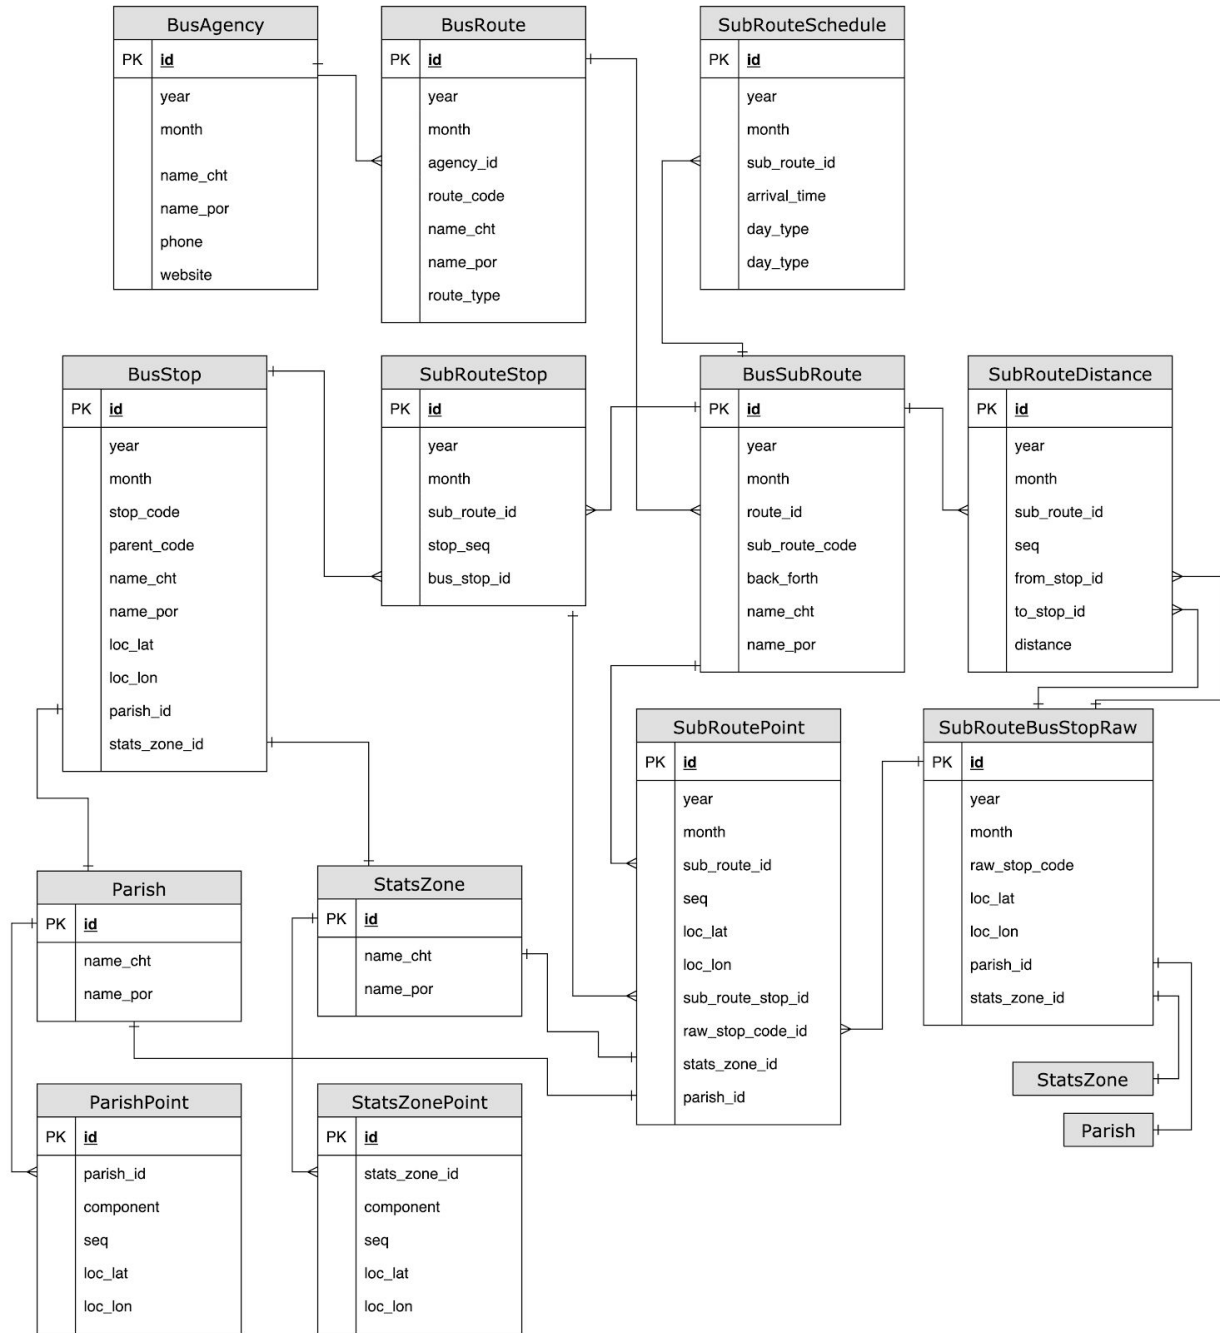 BusAgency
PK id
year
month
name_cht
name_por
phone
website
BusRoute
PK id
year
month
agency_id
route_code
name_cht
name_por
route_type
SubRouteSchedule
PK id
year
month
sub_route_id
arrival_time
day_type
day_type
BusStop
PK id
year
month
stop_code
parent_code
name_cht
name_por
loc_lat
loc_lon
parish_id
stats_zone_id
SubRouteStop
PK id
year
month
sub_route_id
stop_seq
bus_stop_id
BusSubRoute
PK id
year
month
route_id
sub_route_code
back_forth
name_cht
name_por
SubRouteDistance
PK id
year
month
sub_route_id
seq
from_stop_id
to_stop_id
distance
SubRoutePoint
PK id
year
month
sub_route_id
seq
loc_lat
loc_lon
sub_route_stop_id
raw_stop_code_id
stats_zone_id
parish_id
SubRouteBusStopRaw
PK id
year
month
raw_stop_code
loc_lat
loc_lon
parish_id
stats_zone_id
StatsZone
Parish
Parish
PK id
name_cht
name_por
StatsZone
PK id
name_cht
name_por
ParishPoint
PK id
parish_id
component
seq
loc_lat
loc_lon
StatsZonePoint
PK id
stats_zone_id
component
seq
loc_lat
loc_lon